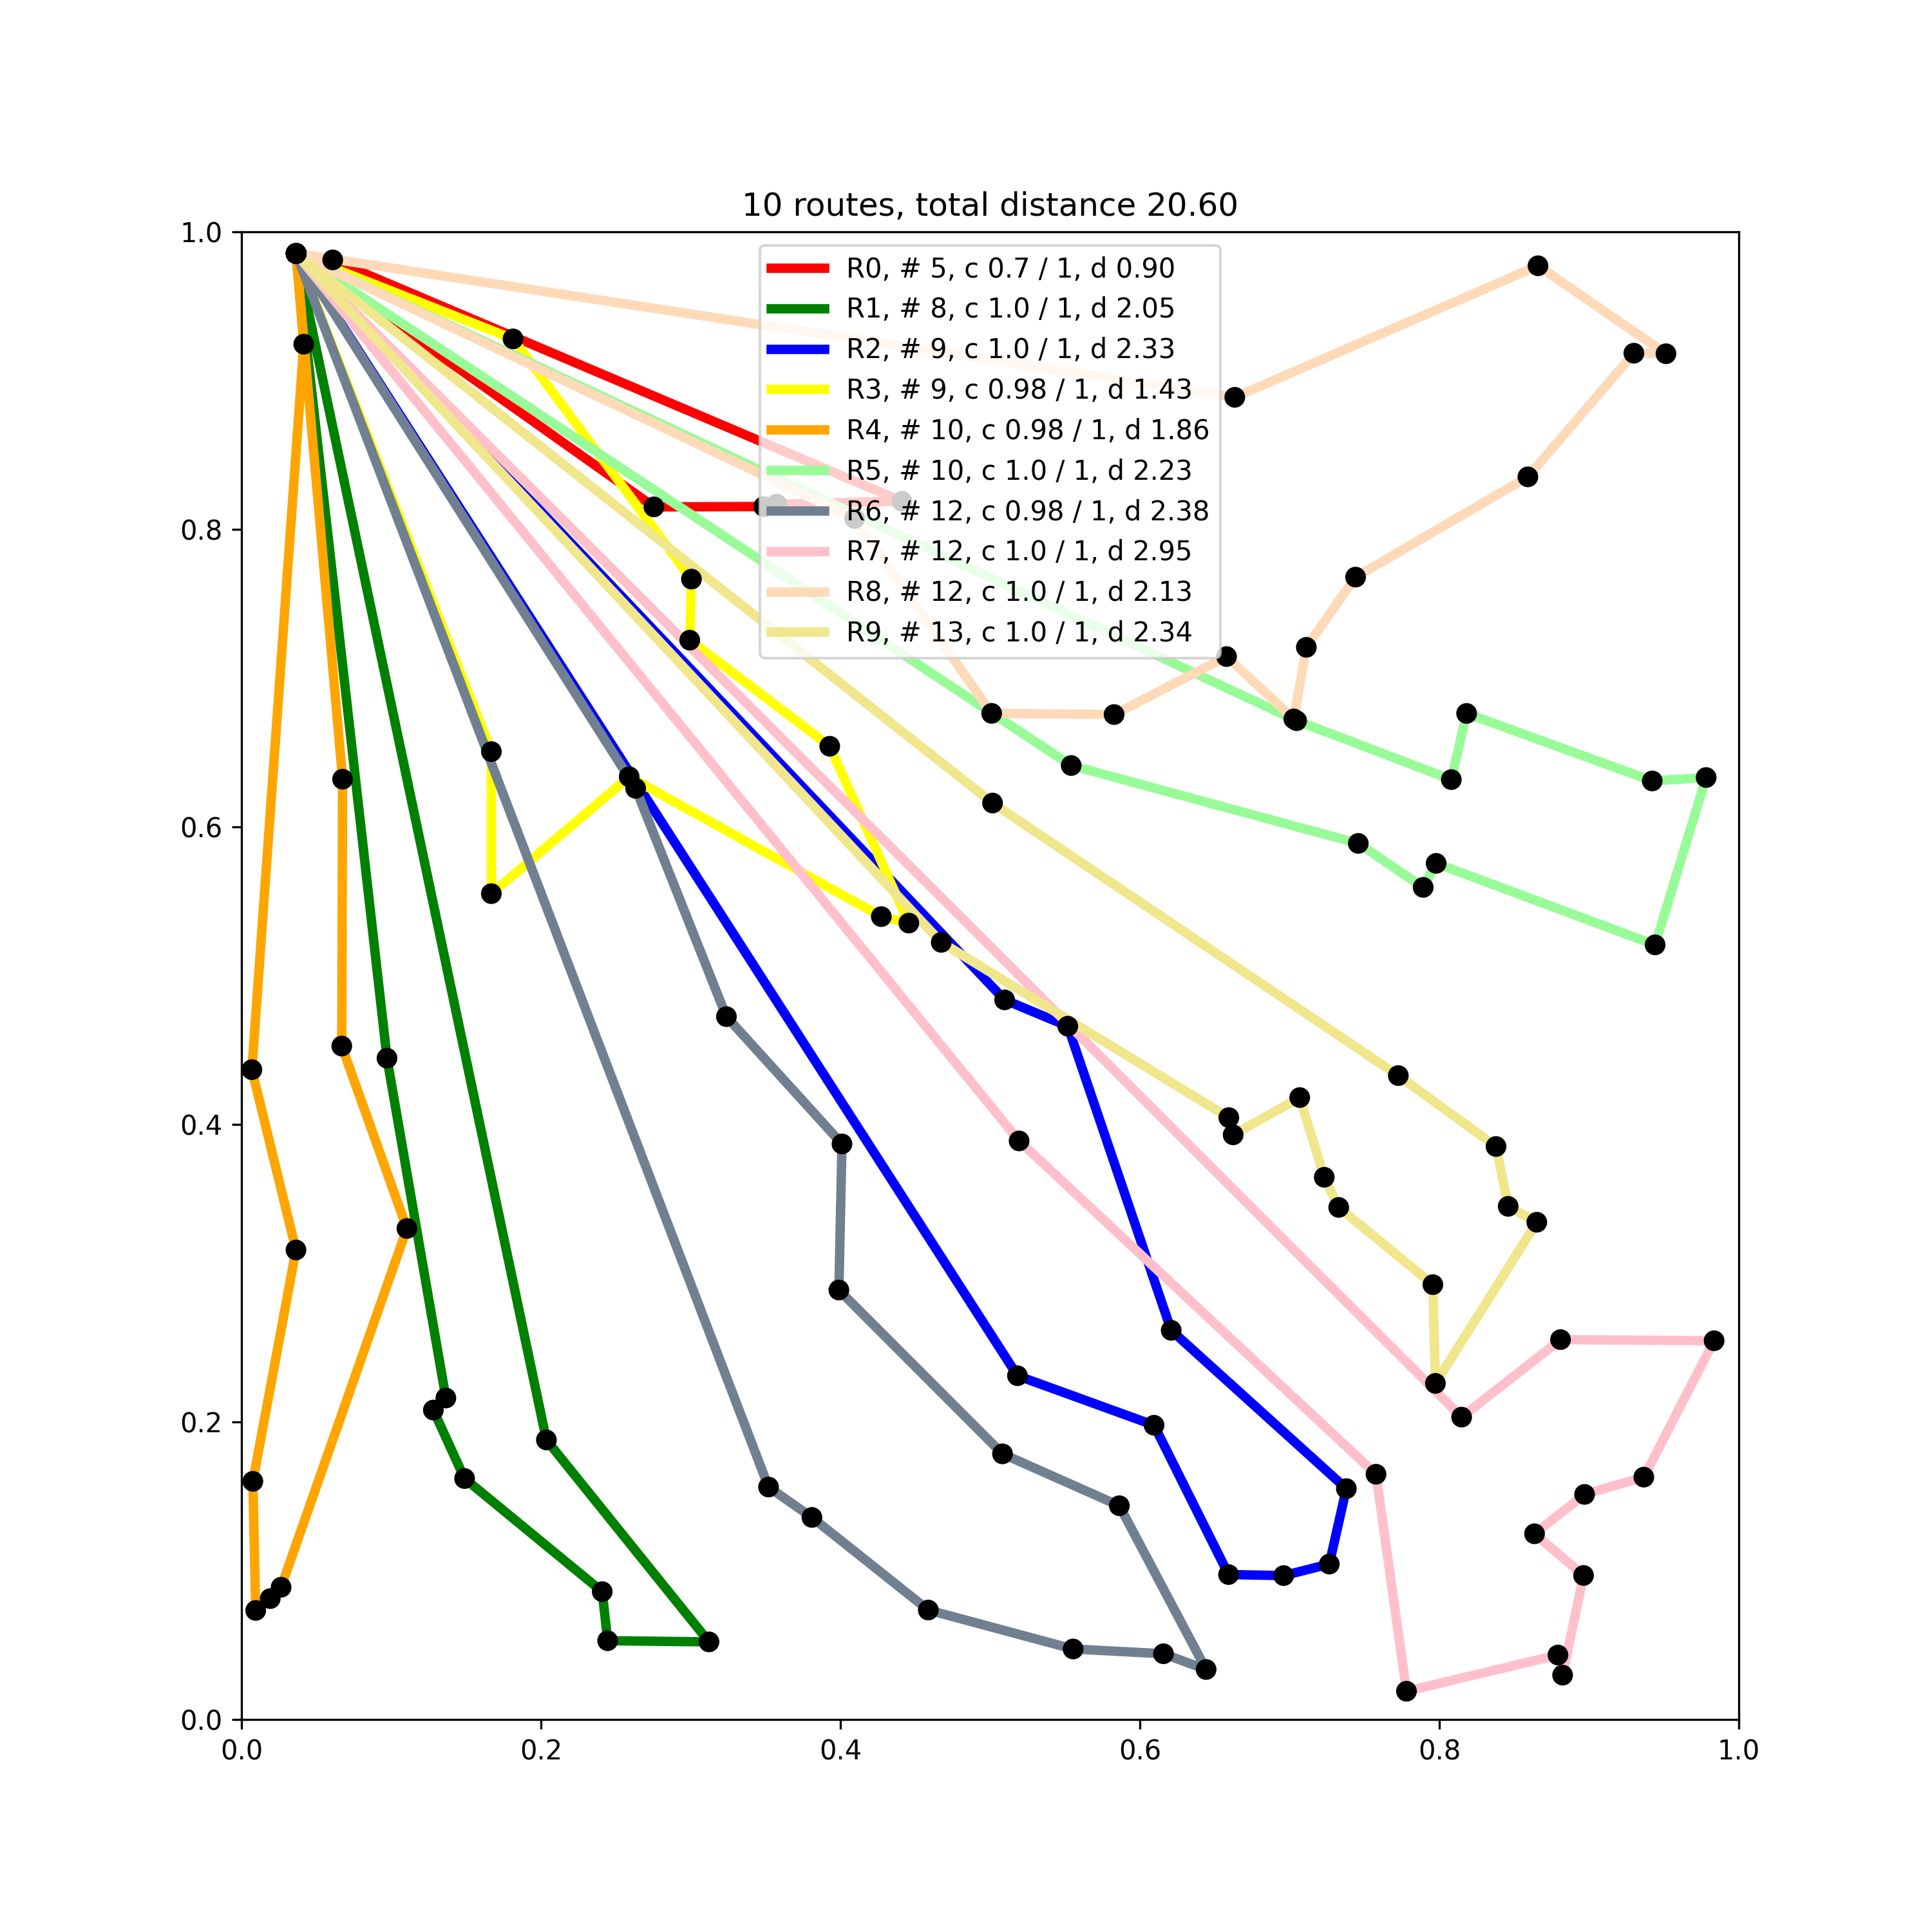 10 routes, total distance 20.60
1.0
0.8
0.6
0.4
0.2
0.0
R0, # 5, c 0.7 / 1, d 0.90
R1, # 8, c 1.0 / 1, d 2.05
R2, # 9, c 1.0 / 1, d 2.33
R3, # 9, c 0.98 / 1, d 1.43
R4, # 10, c 0.98 / 1, d 1.86
R5, # 10, c 1.0 / 1, d 2.23
R6, # 12, c 0.98 / 1, d 2.38
R7, # 12, c 1.0 / 1, d 2.95
R8, # 12, c 1.0 / 1, d 2.13
R9, # 13, c 1.0 / 1, d 2.34
0.0 0.2 0.4 0.6 0.8 1.0